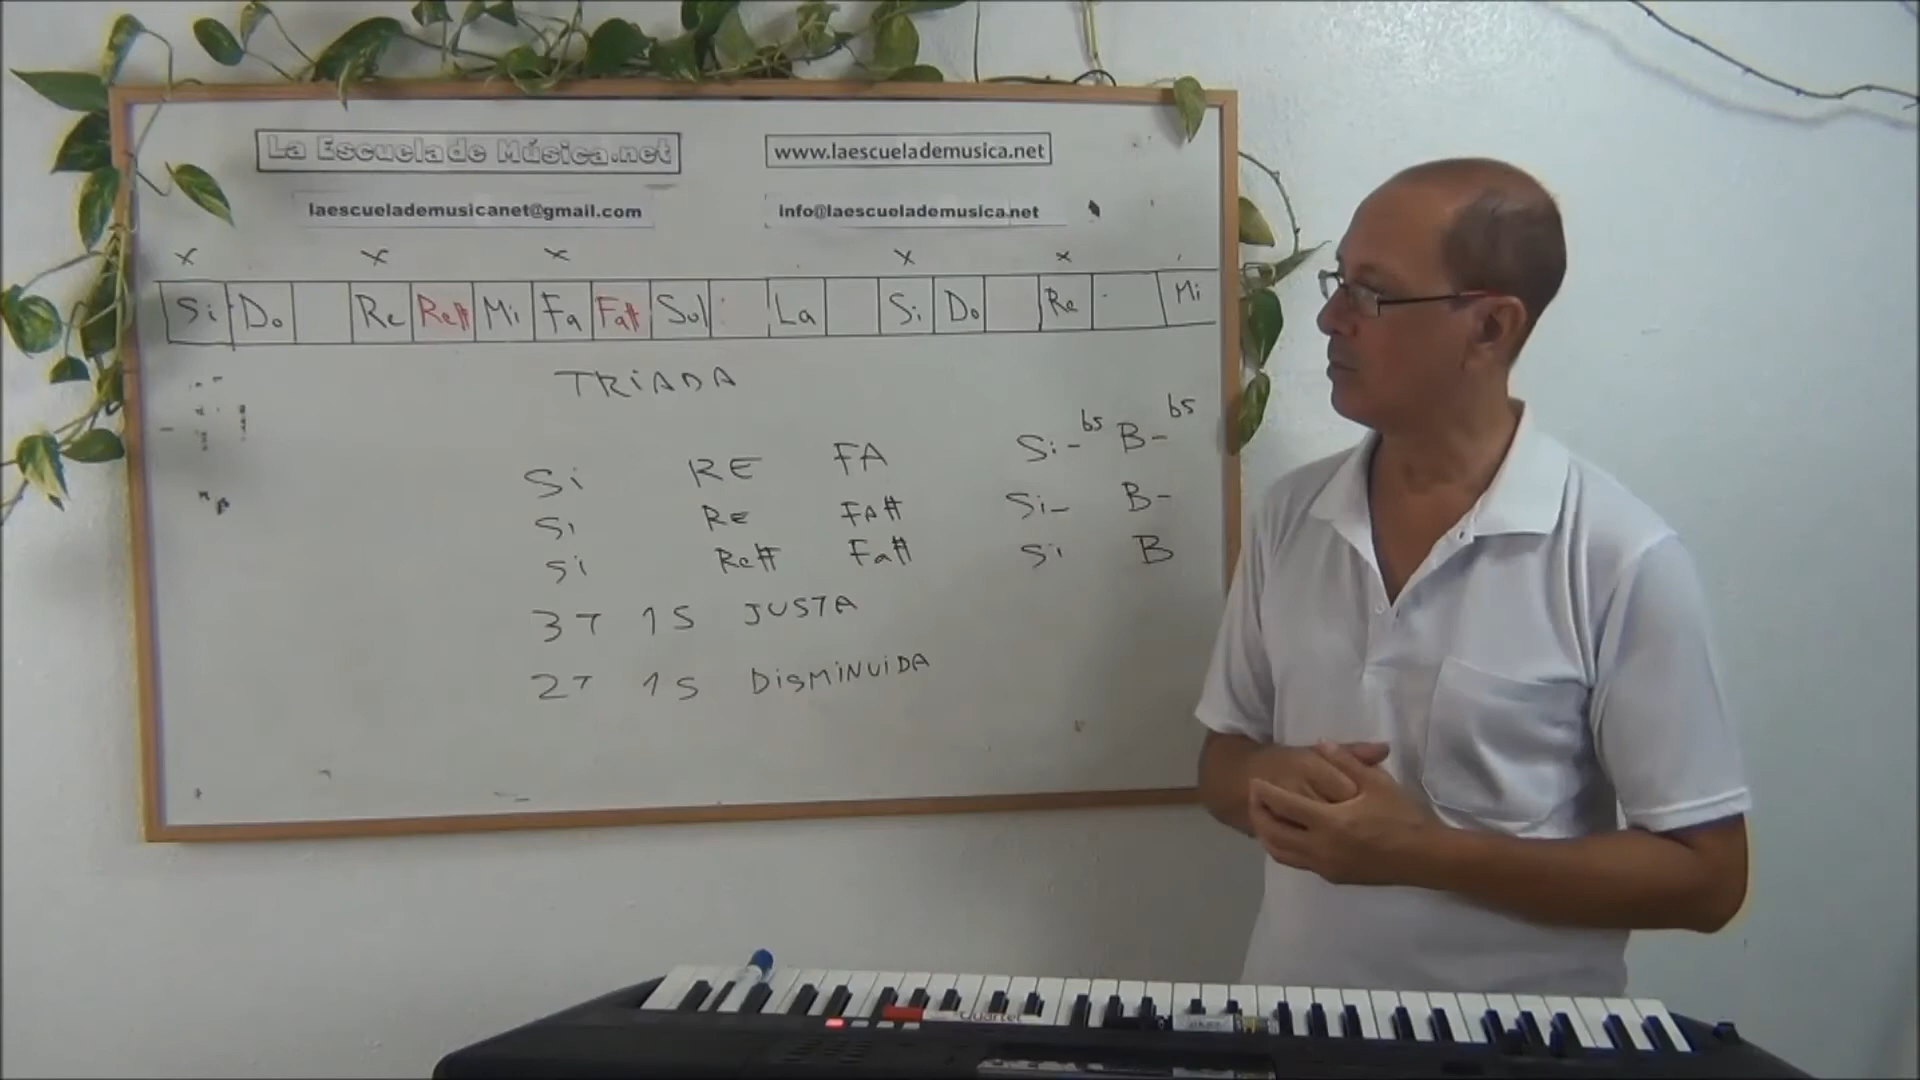 La Escuela de Música.net www.laescuelademusica.net
laescuelademusicanet@gmail.com info@laescuelademusica.net
x x x x x
Si Do Re Re# Mi Fa Fa# Sol La Si Do Re Mi
TRiADA
Si RE FA Si-b5 B-b5
Si Re FA# Si- B-
Si Re# Fa# Si B
3T 1S JUSTA
2T 1S DisMiNUiDA
Quartet